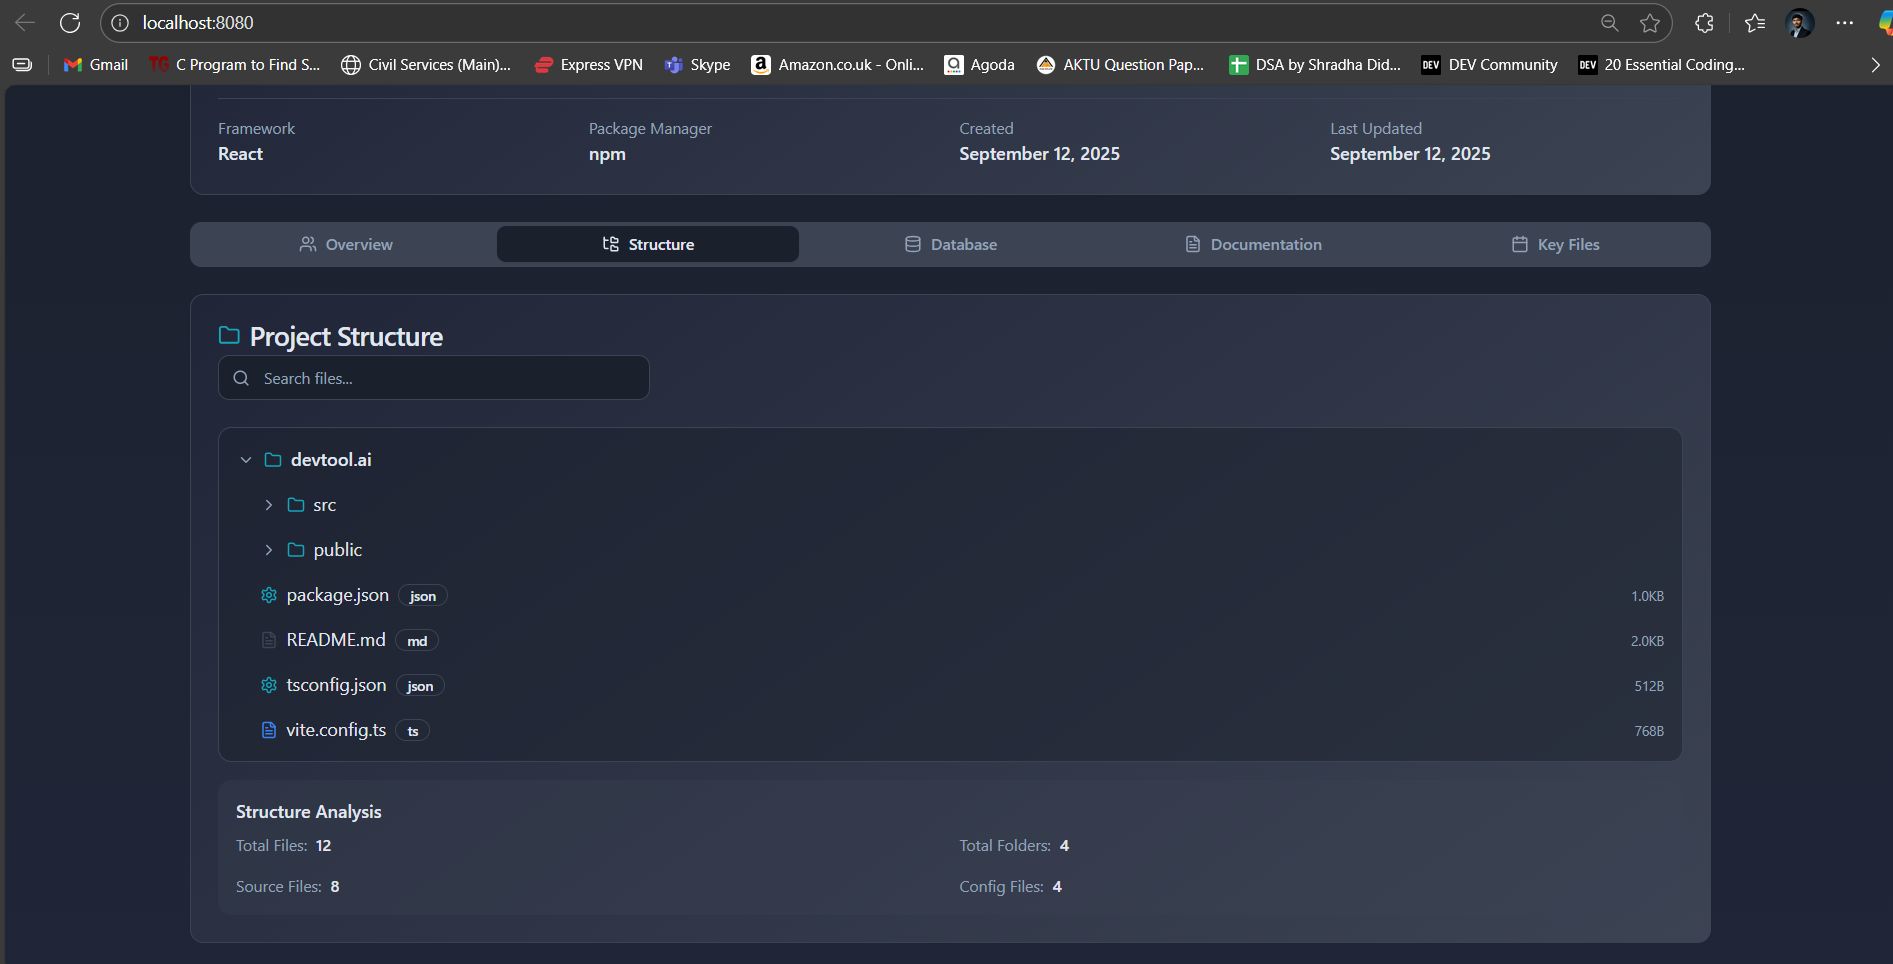 localhost:8080
Gmail TG C Program to Find S... Civil Services (Main)... Express VPN Skype Amazon.co.uk - Onli... Agoda AKTU Question Pap... DSA by Shradha Did... DEV DEV Community DEV 20 Essential Coding...
Framework Package Manager Created Last Updated
React npm September 12, 2025 September 12, 2025
Overview Structure Database Documentation Key Files
Project Structure
Search files...
devtool.ai
src
public
package.json json 1.0KB
README.md md 2.0KB
tsconfig.json json 512B
vite.config.ts ts 768B
Structure Analysis
Total Files: 12 Total Folders: 4
Source Files: 8 Config Files: 4